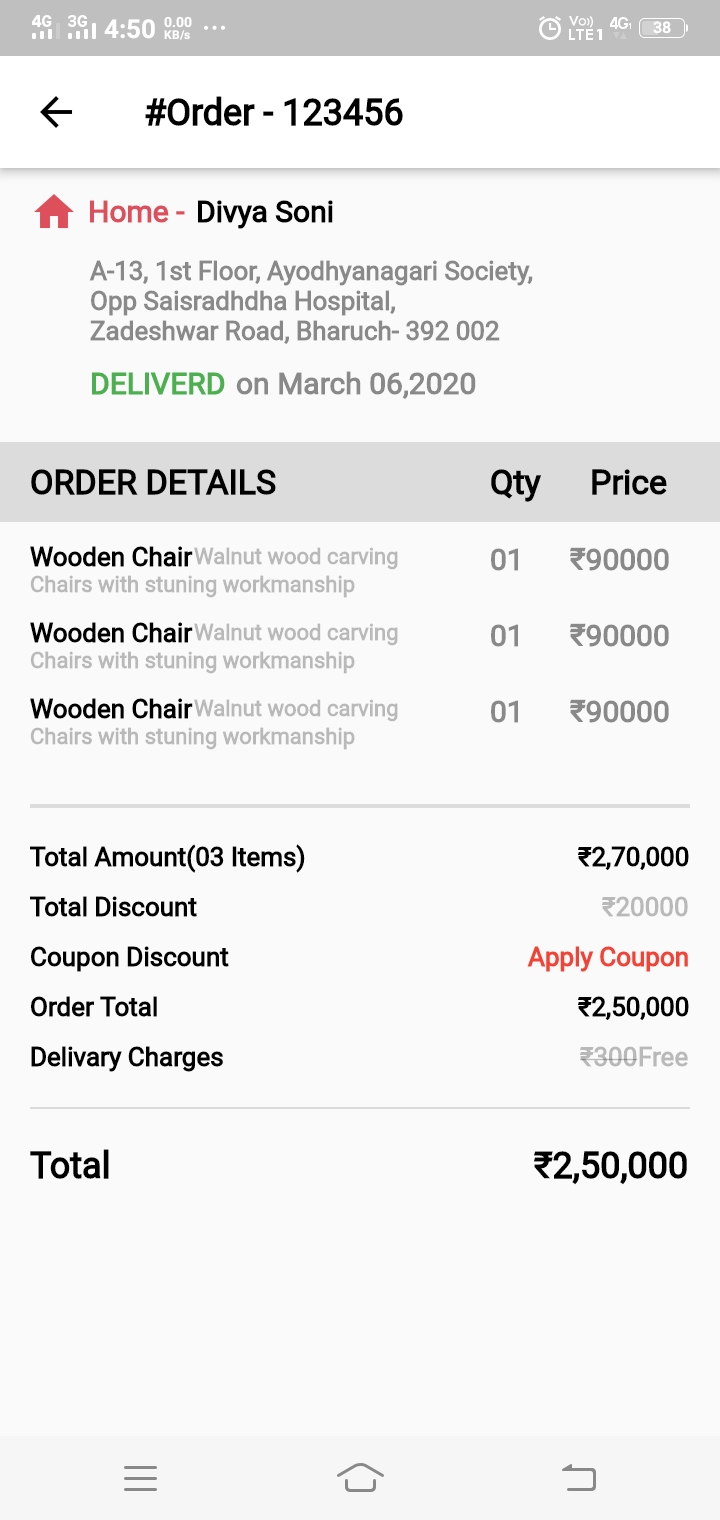 4G 3G 4:50 0.00 KB/s ... Vo)) LTE1 4G 38
#Order - 123456
Home - Divya Soni
A-13, 1st Floor, Ayodhyanagari Society,
Opp Saisradhdha Hospital,
Zadeshwar Road, Bharuch- 392 002
DELIVERD on March 06,2020
ORDER DETAILS Qty Price
Wooden Chair Walnut wood carving 01 ₹90000
Chairs with stuning workmanship
Wooden Chair Walnut wood carving 01 ₹90000
Chairs with stuning workmanship
Wooden Chair Walnut wood carving 01 ₹90000
Chairs with stuning workmanship
Total Amount(03 Items) ₹2,70,000
Total Discount ₹20000
Coupon Discount Apply Coupon
Order Total ₹2,50,000
Delivary Charges ₹300Free
Total ₹2,50,000